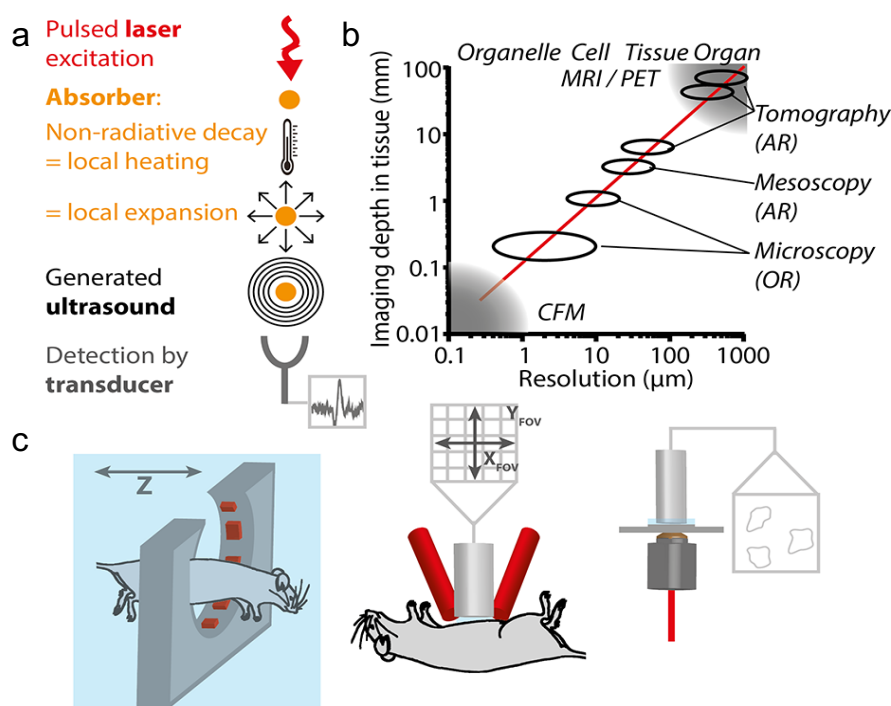 a
Pulsed laser
excitation
Absorber:
Non-radiative decay
= local heating
= local expansion
Generated
ultrasound
Detection by
transducer
b
Organelle Cell Tissue Organ
MRI / PET
Imaging depth in tissue (mm)
100
10
1
0.1
0.01
Tomography
(AR)
Mesoscopy
(AR)
Microscopy
(OR)
CFM
0.1 1 10 100 1000
Resolution (µm)
c
Z
Y FOV
X FOV